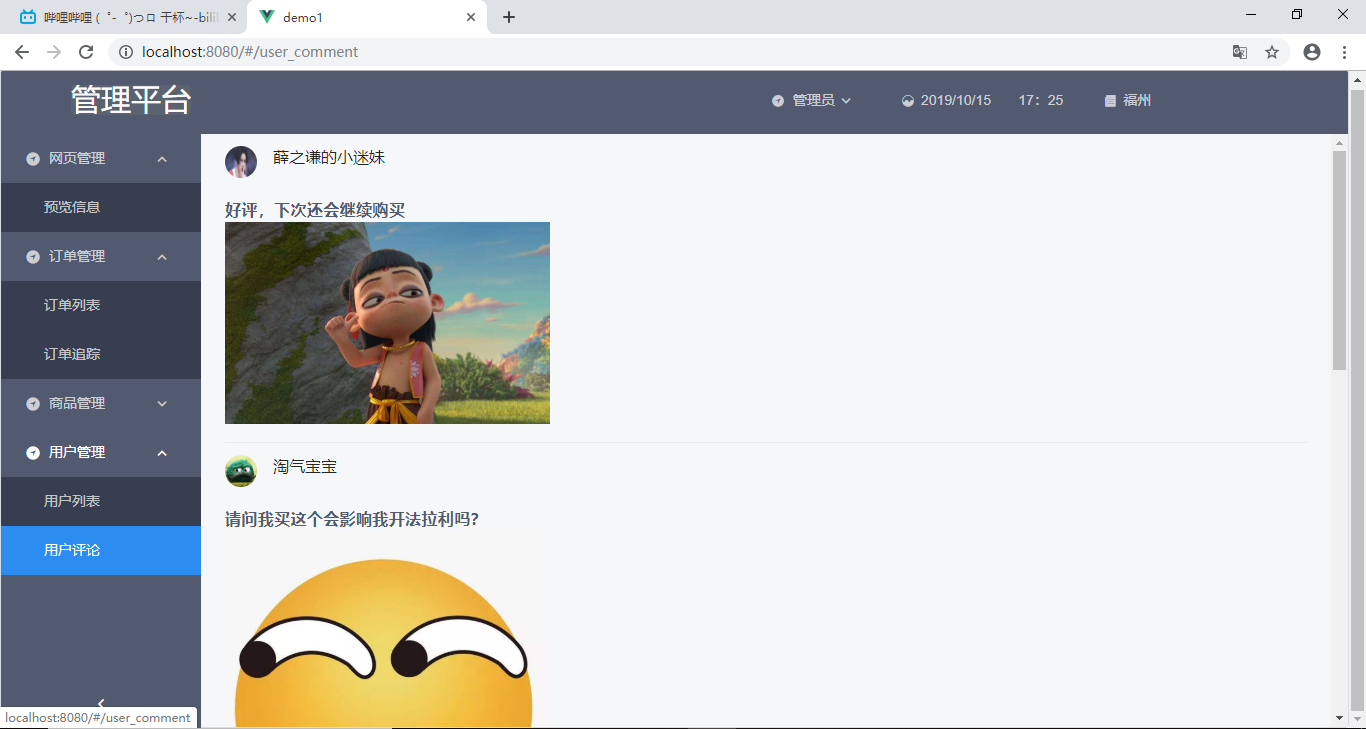 哔哩哔哩 ( ゜- ゜)つロ 干杯~-bili
demo1
localhost:8080/#/user_comment
管理平台
管理员
2019/10/15 17：25
福州
网页管理
预览信息
订单管理
订单列表
订单追踪
商品管理
用户管理
用户列表
用户评论
薛之谦的小迷妹
好评，下次还会继续购买
淘气宝宝
请问我买这个会影响我开法拉利吗?
localhost:8080/#/user_comment